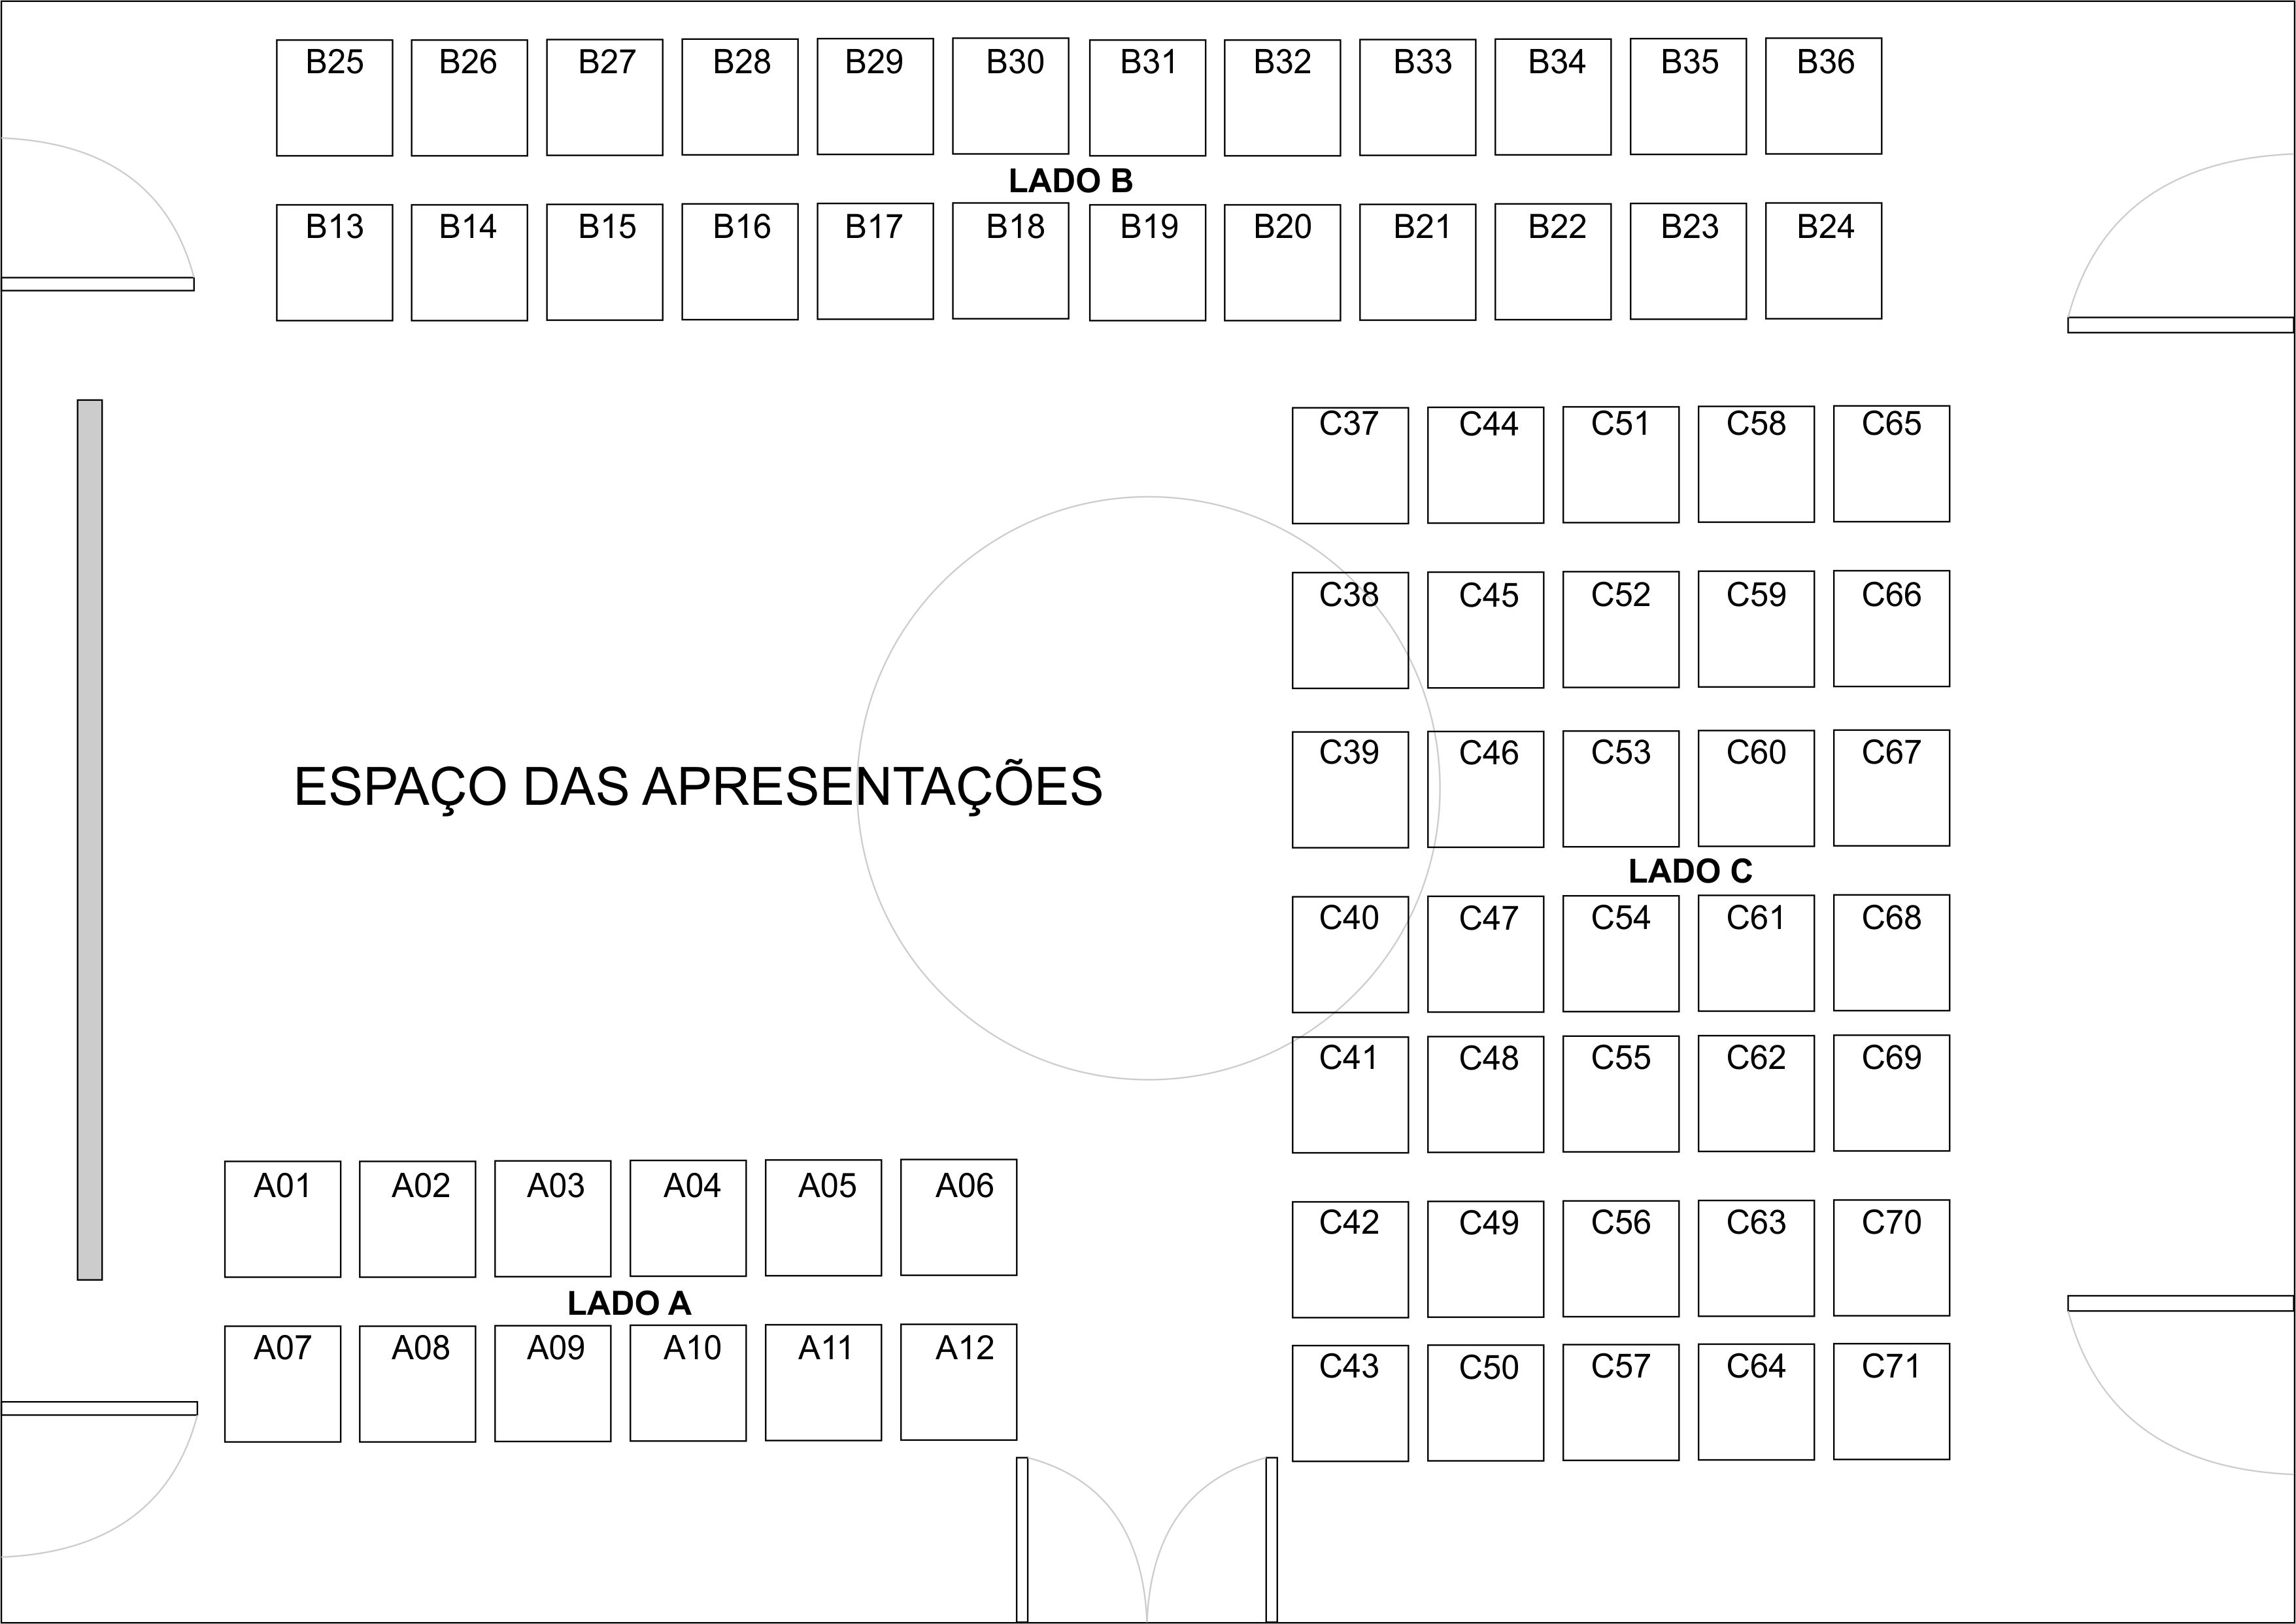 B25 B26 B27 B28 B29 B30 B31 B32 B33 B34 B35 B36
LADO B
B13 B14 B15 B16 B17 B18 B19 B20 B21 B22 B23 B24
C37 C44 C51 C58 C65
C38 C45 C52 C59 C66
C39 C46 C53 C60 C67
ESPAÇO DAS APRESENTAÇÕES
LADO C
C40 C47 C54 C61 C68
C41 C48 C55 C62 C69
A01 A02 A03 A04 A05 A06
C42 C49 C56 C63 C70
LADO A
A07 A08 A09 A10 A11 A12
C43 C50 C57 C64 C71